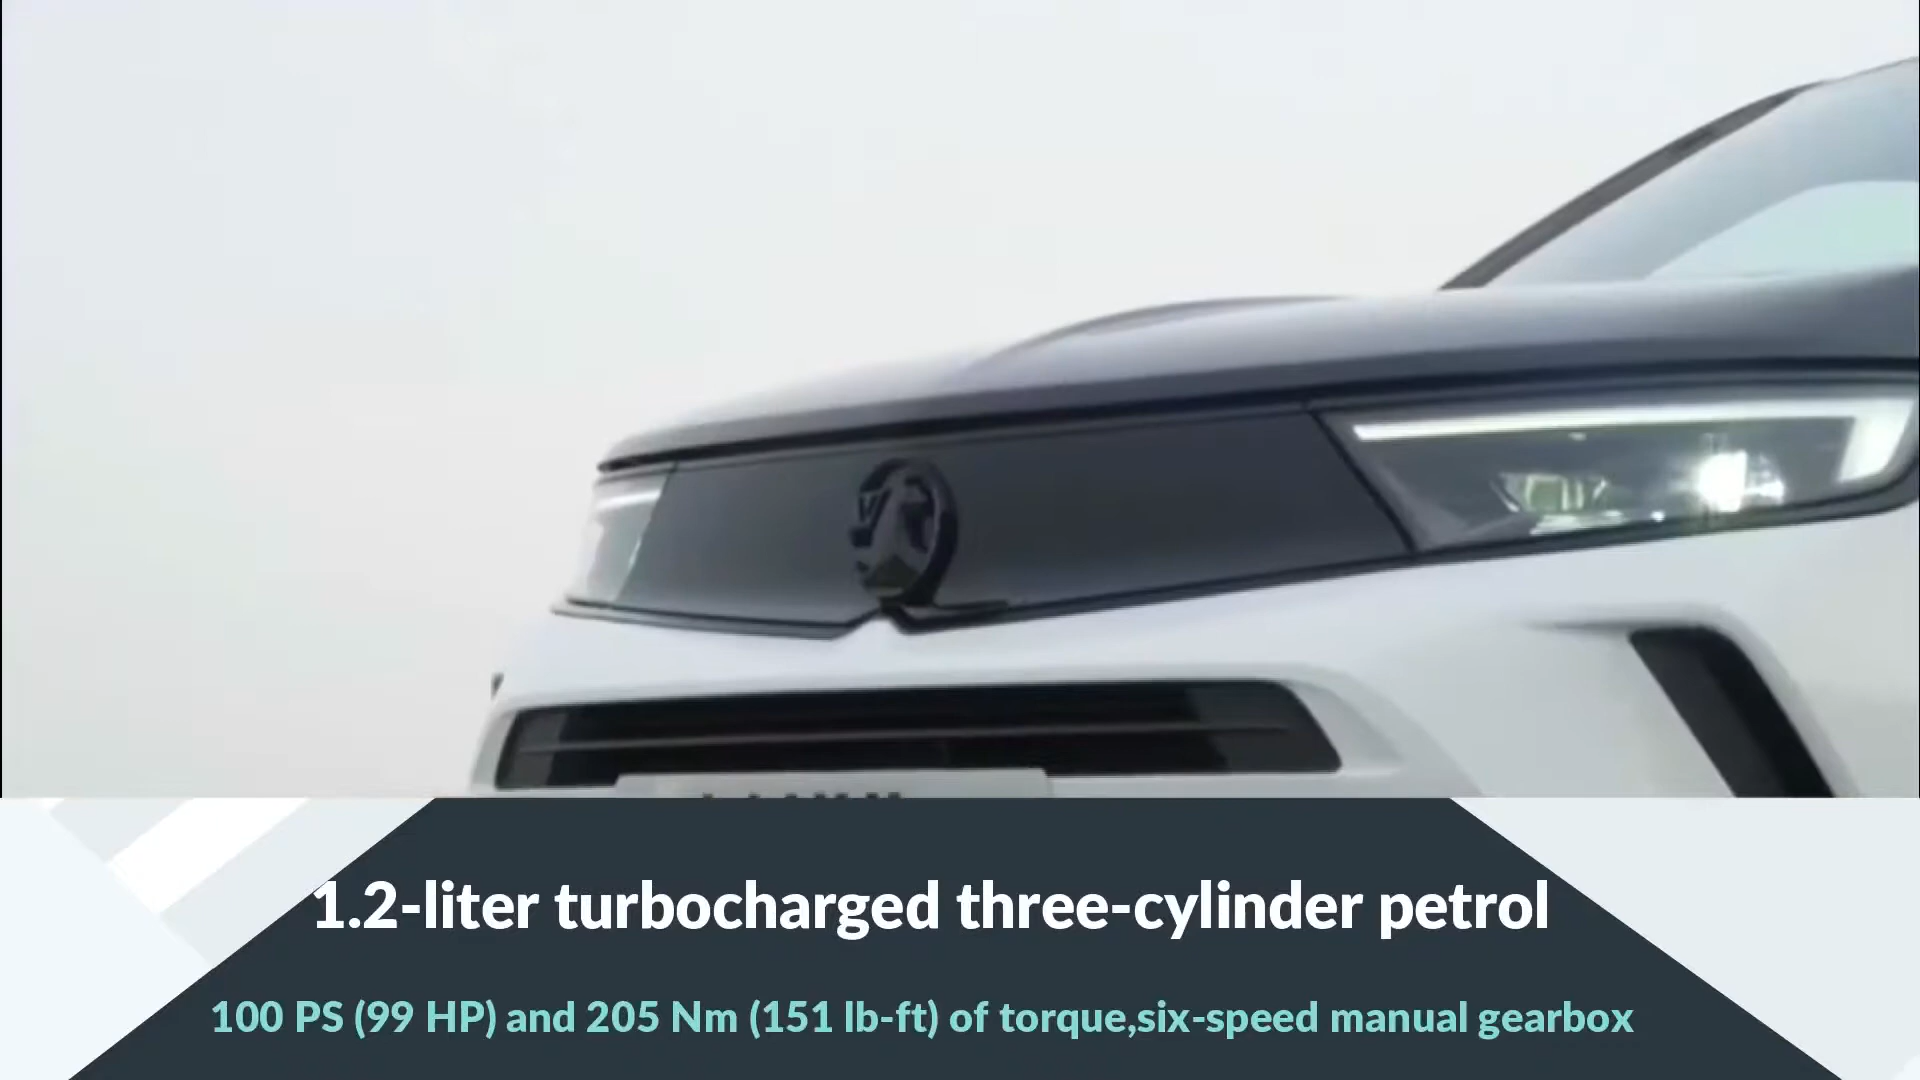 1.2-liter turbocharged three-cylinder petrol
100 PS (99 HP) and 205 Nm (151 lb-ft) of torque,six-speed manual gearbox